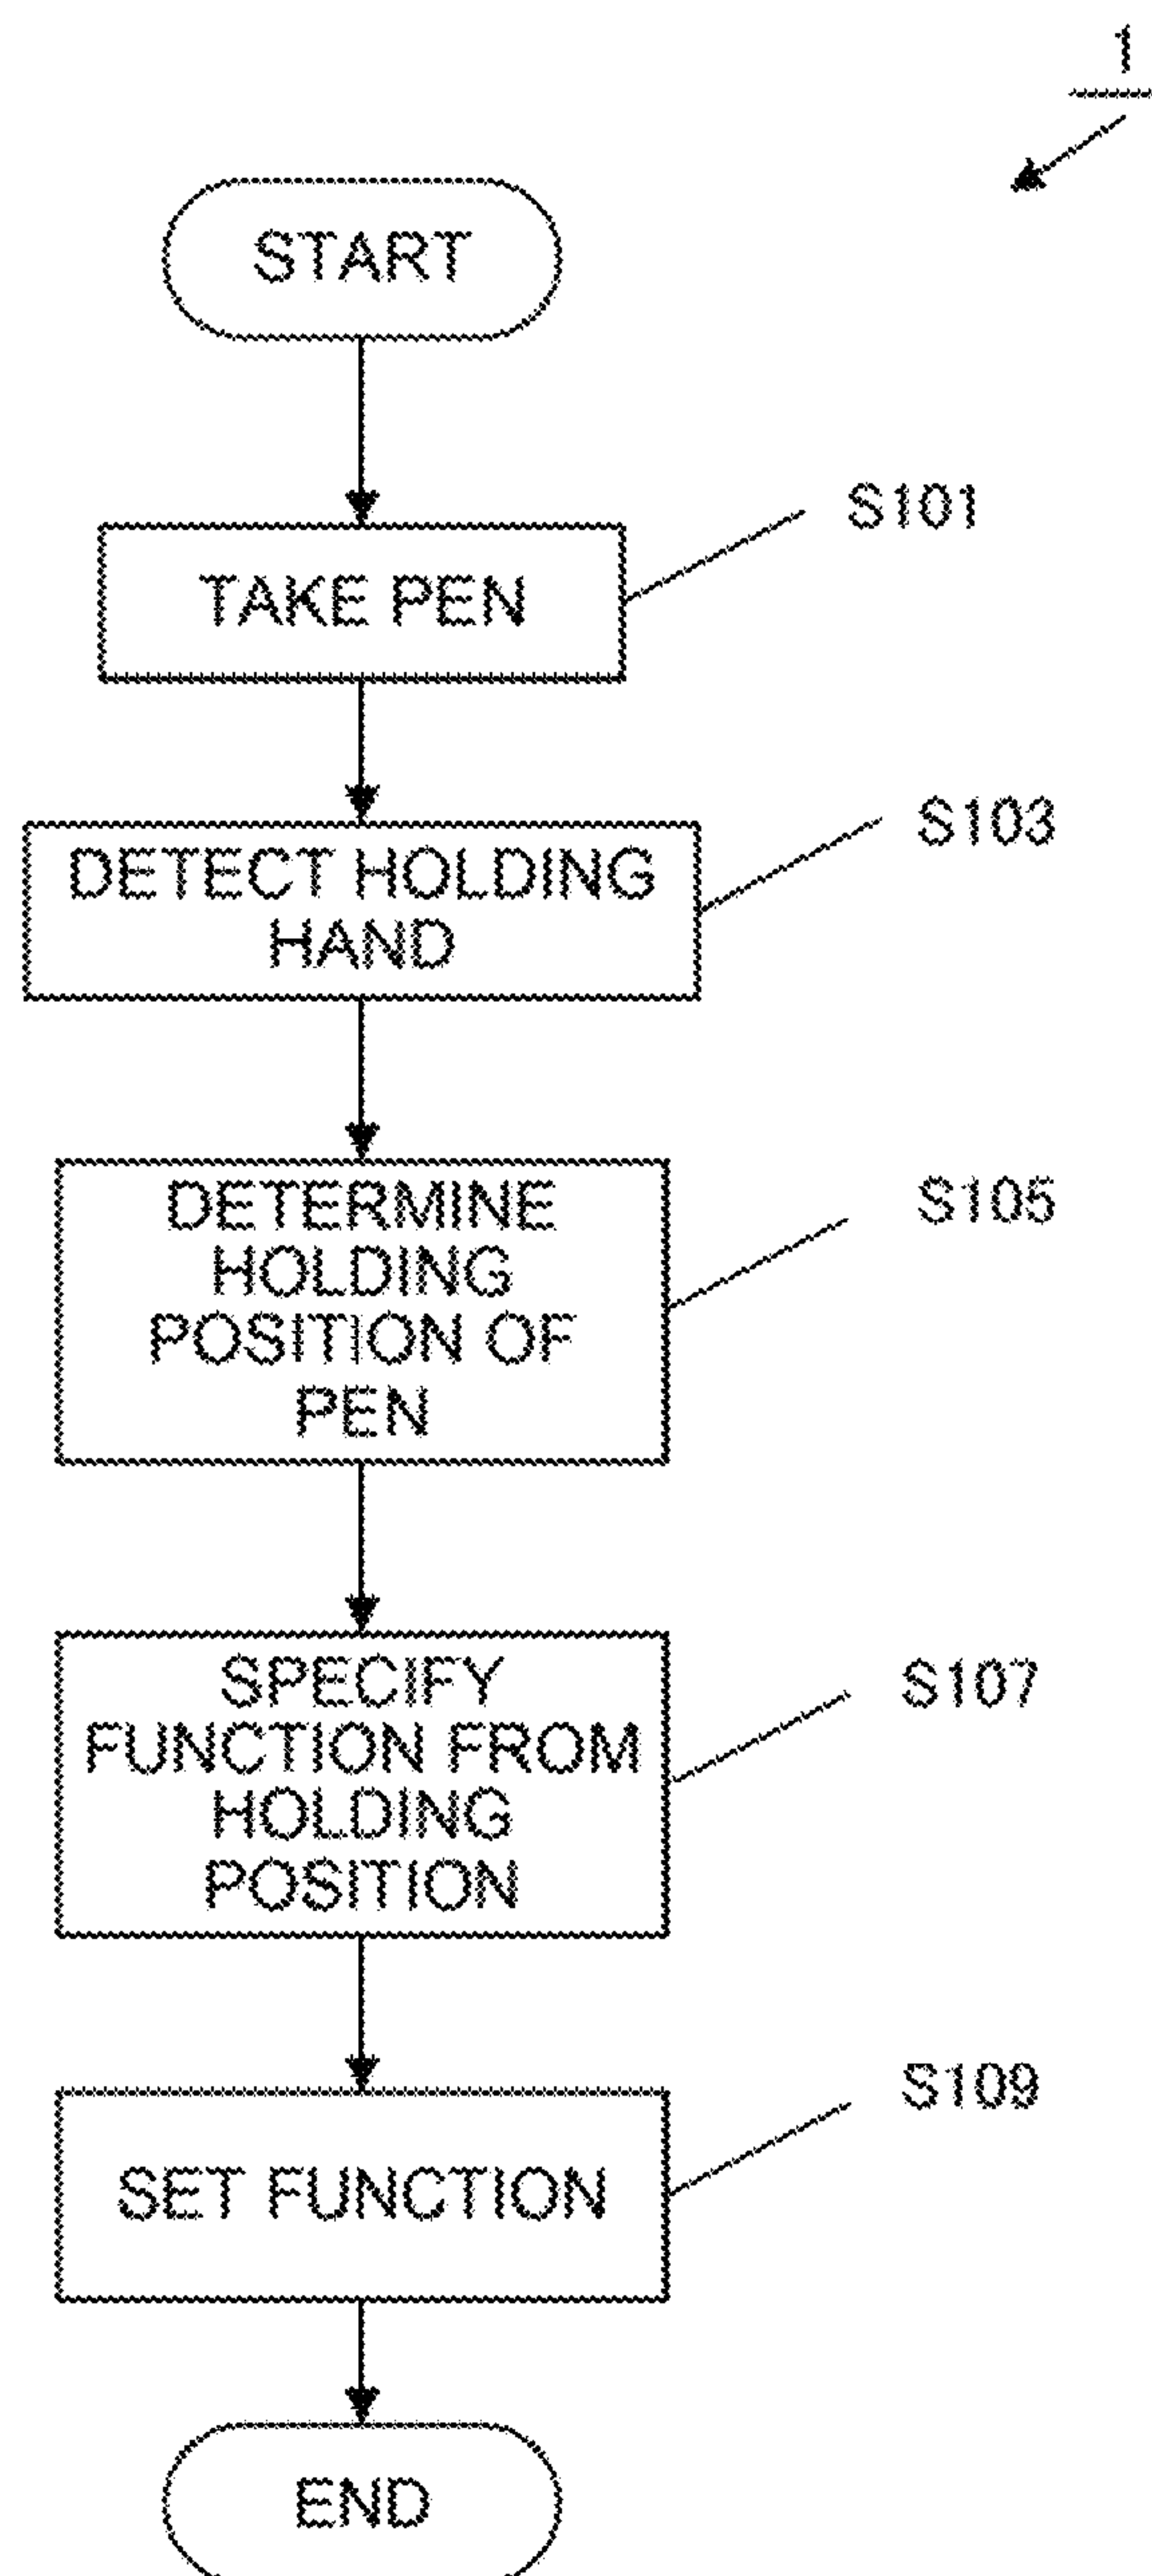 1
START
S101
TAKE PEN
S103
DETECT HOLDING
HAND
S105
DETERMINE
HOLDING
POSITION OF
PEN
S107
SPECIFY
FUNCTION FROM
HOLDING
POSITION
S109
SET FUNCTION
END